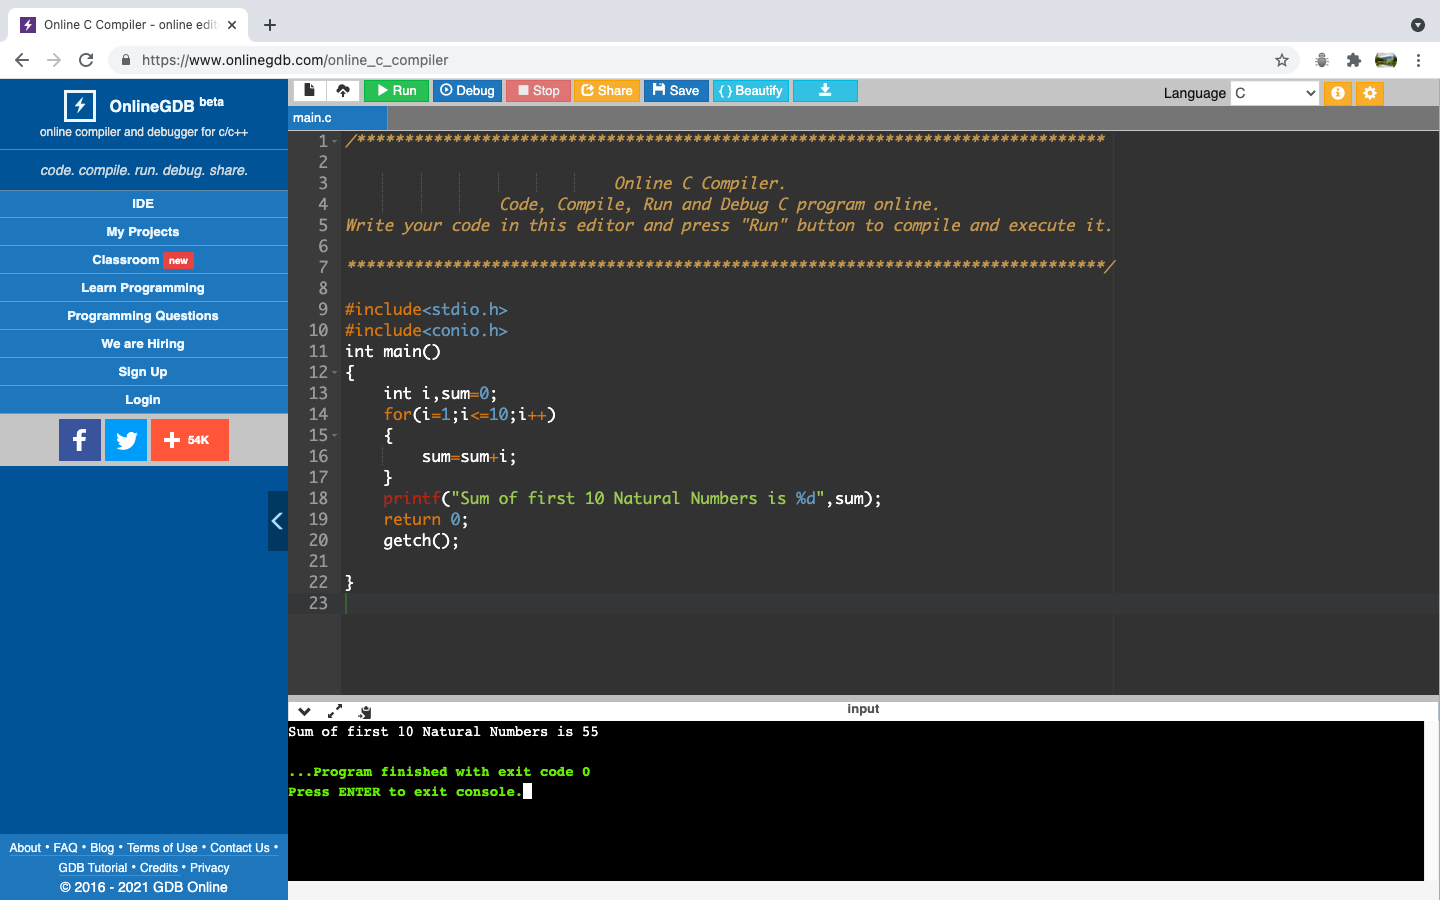 Online C Compiler - online edit
https://www.onlinegdb.com/online_c_compiler
OnlineGDB beta
online compiler and debugger for c/c++
code. compile. run. debug. share.
IDE
My Projects
Classroom new
Learn Programming
Programming Questions
We are Hiring
Sign Up
Login
f + 54K
About • FAQ • Blog • Terms of Use • Contact Us •
GDB Tutorial • Credits • Privacy
© 2016 - 2021 GDB Online
Run Debug Stop Share Save { } Beautify Language C
main.c
1 /******************************************************************************
2
3 Online C Compiler.
4 Code, Compile, Run and Debug C program online.
5 Write your code in this editor and press "Run" button to compile and execute it.
6
7 *******************************************************************************/
8
9 #include<stdio.h>
10 #include<conio.h>
11 int main()
12 {
13 int i,sum=0;
14 for(i=1;i<=10;i++)
15 {
16 sum=sum+i;
17 }
18 printf("Sum of first 10 Natural Numbers is %d",sum);
19 return 0;
20 getch();
21
22 }
23
input
Sum of first 10 Natural Numbers is 55
...Program finished with exit code 0
Press ENTER to exit console.